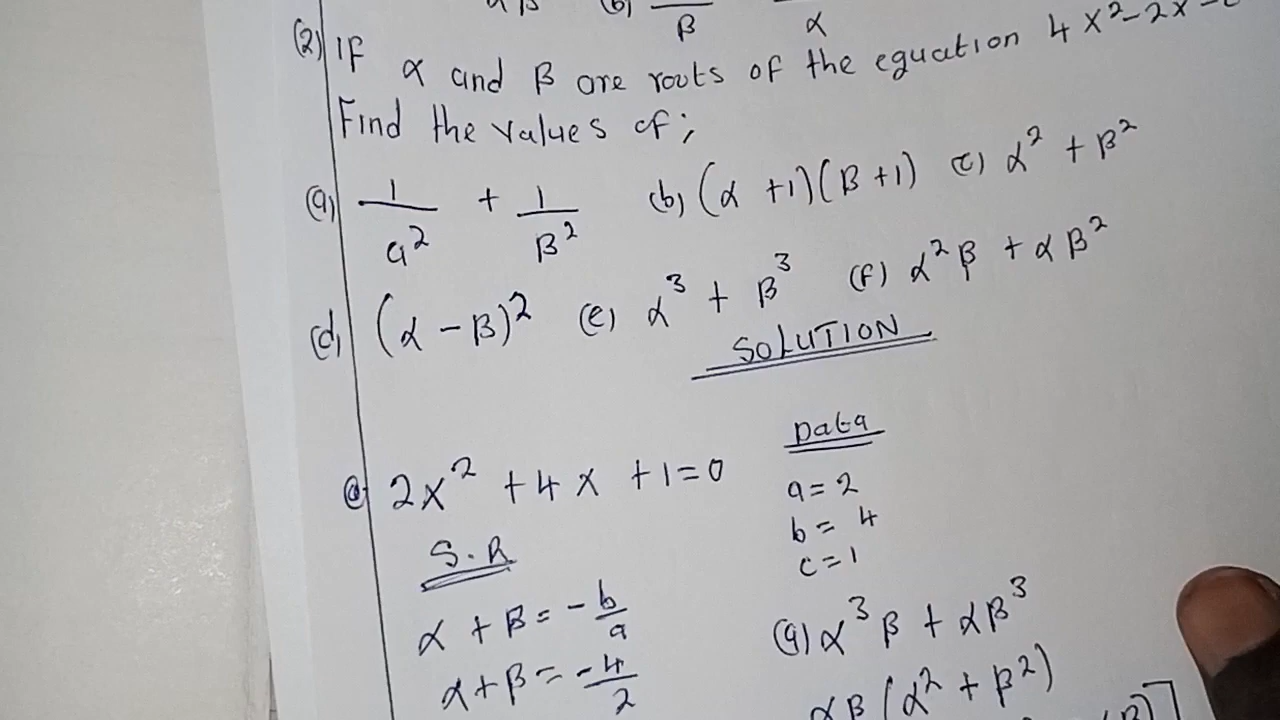 (b) β α
(2) IF α and β are roots of the equation 4x² - 2x -
Find the values of;
(a) 1/a² + 1/β² (b) (α +1)(β +1) (c) α² + β²
(d) (α - β)² (e) α³ + β³ (f) α²β + αβ²
SOLUTION
2x² + 4x + 1 = 0
Data
a = 2
b = 4
c = 1
S.R
α + β = -b/a
α + β = -4/2
(a) α³β + αβ³
αβ(α² + β²)